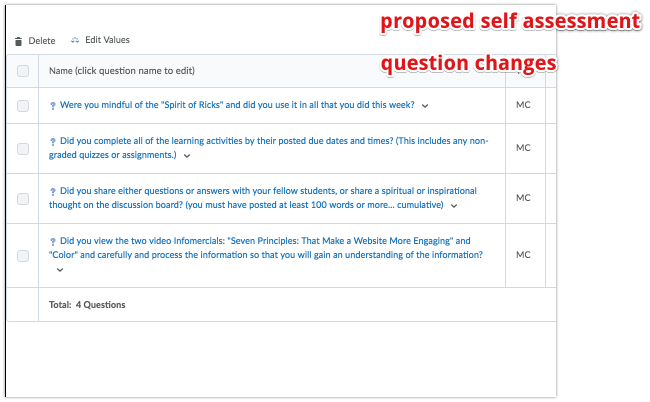 proposed self assessment
question changes
Delete Edit Values
Name (click question name to edit)
? Were you mindful of the "Spirit of Ricks" and did you use it in all that you did this week? MC
? Did you complete all of the learning activities by their posted due dates and times? (This includes any non-
graded quizzes or assignments.) MC
? Did you share either questions or answers with your fellow students, or share a spiritual or inspirational
thought on the discussion board? (you must have posted at least 100 words or more... cumulative) MC
? Did you view the two video Infomercials: "Seven Principles: That Make a Website More Engaging" and
"Color" and carefully and process the information so that you will gain an understanding of the information? MC
Total: 4 Questions